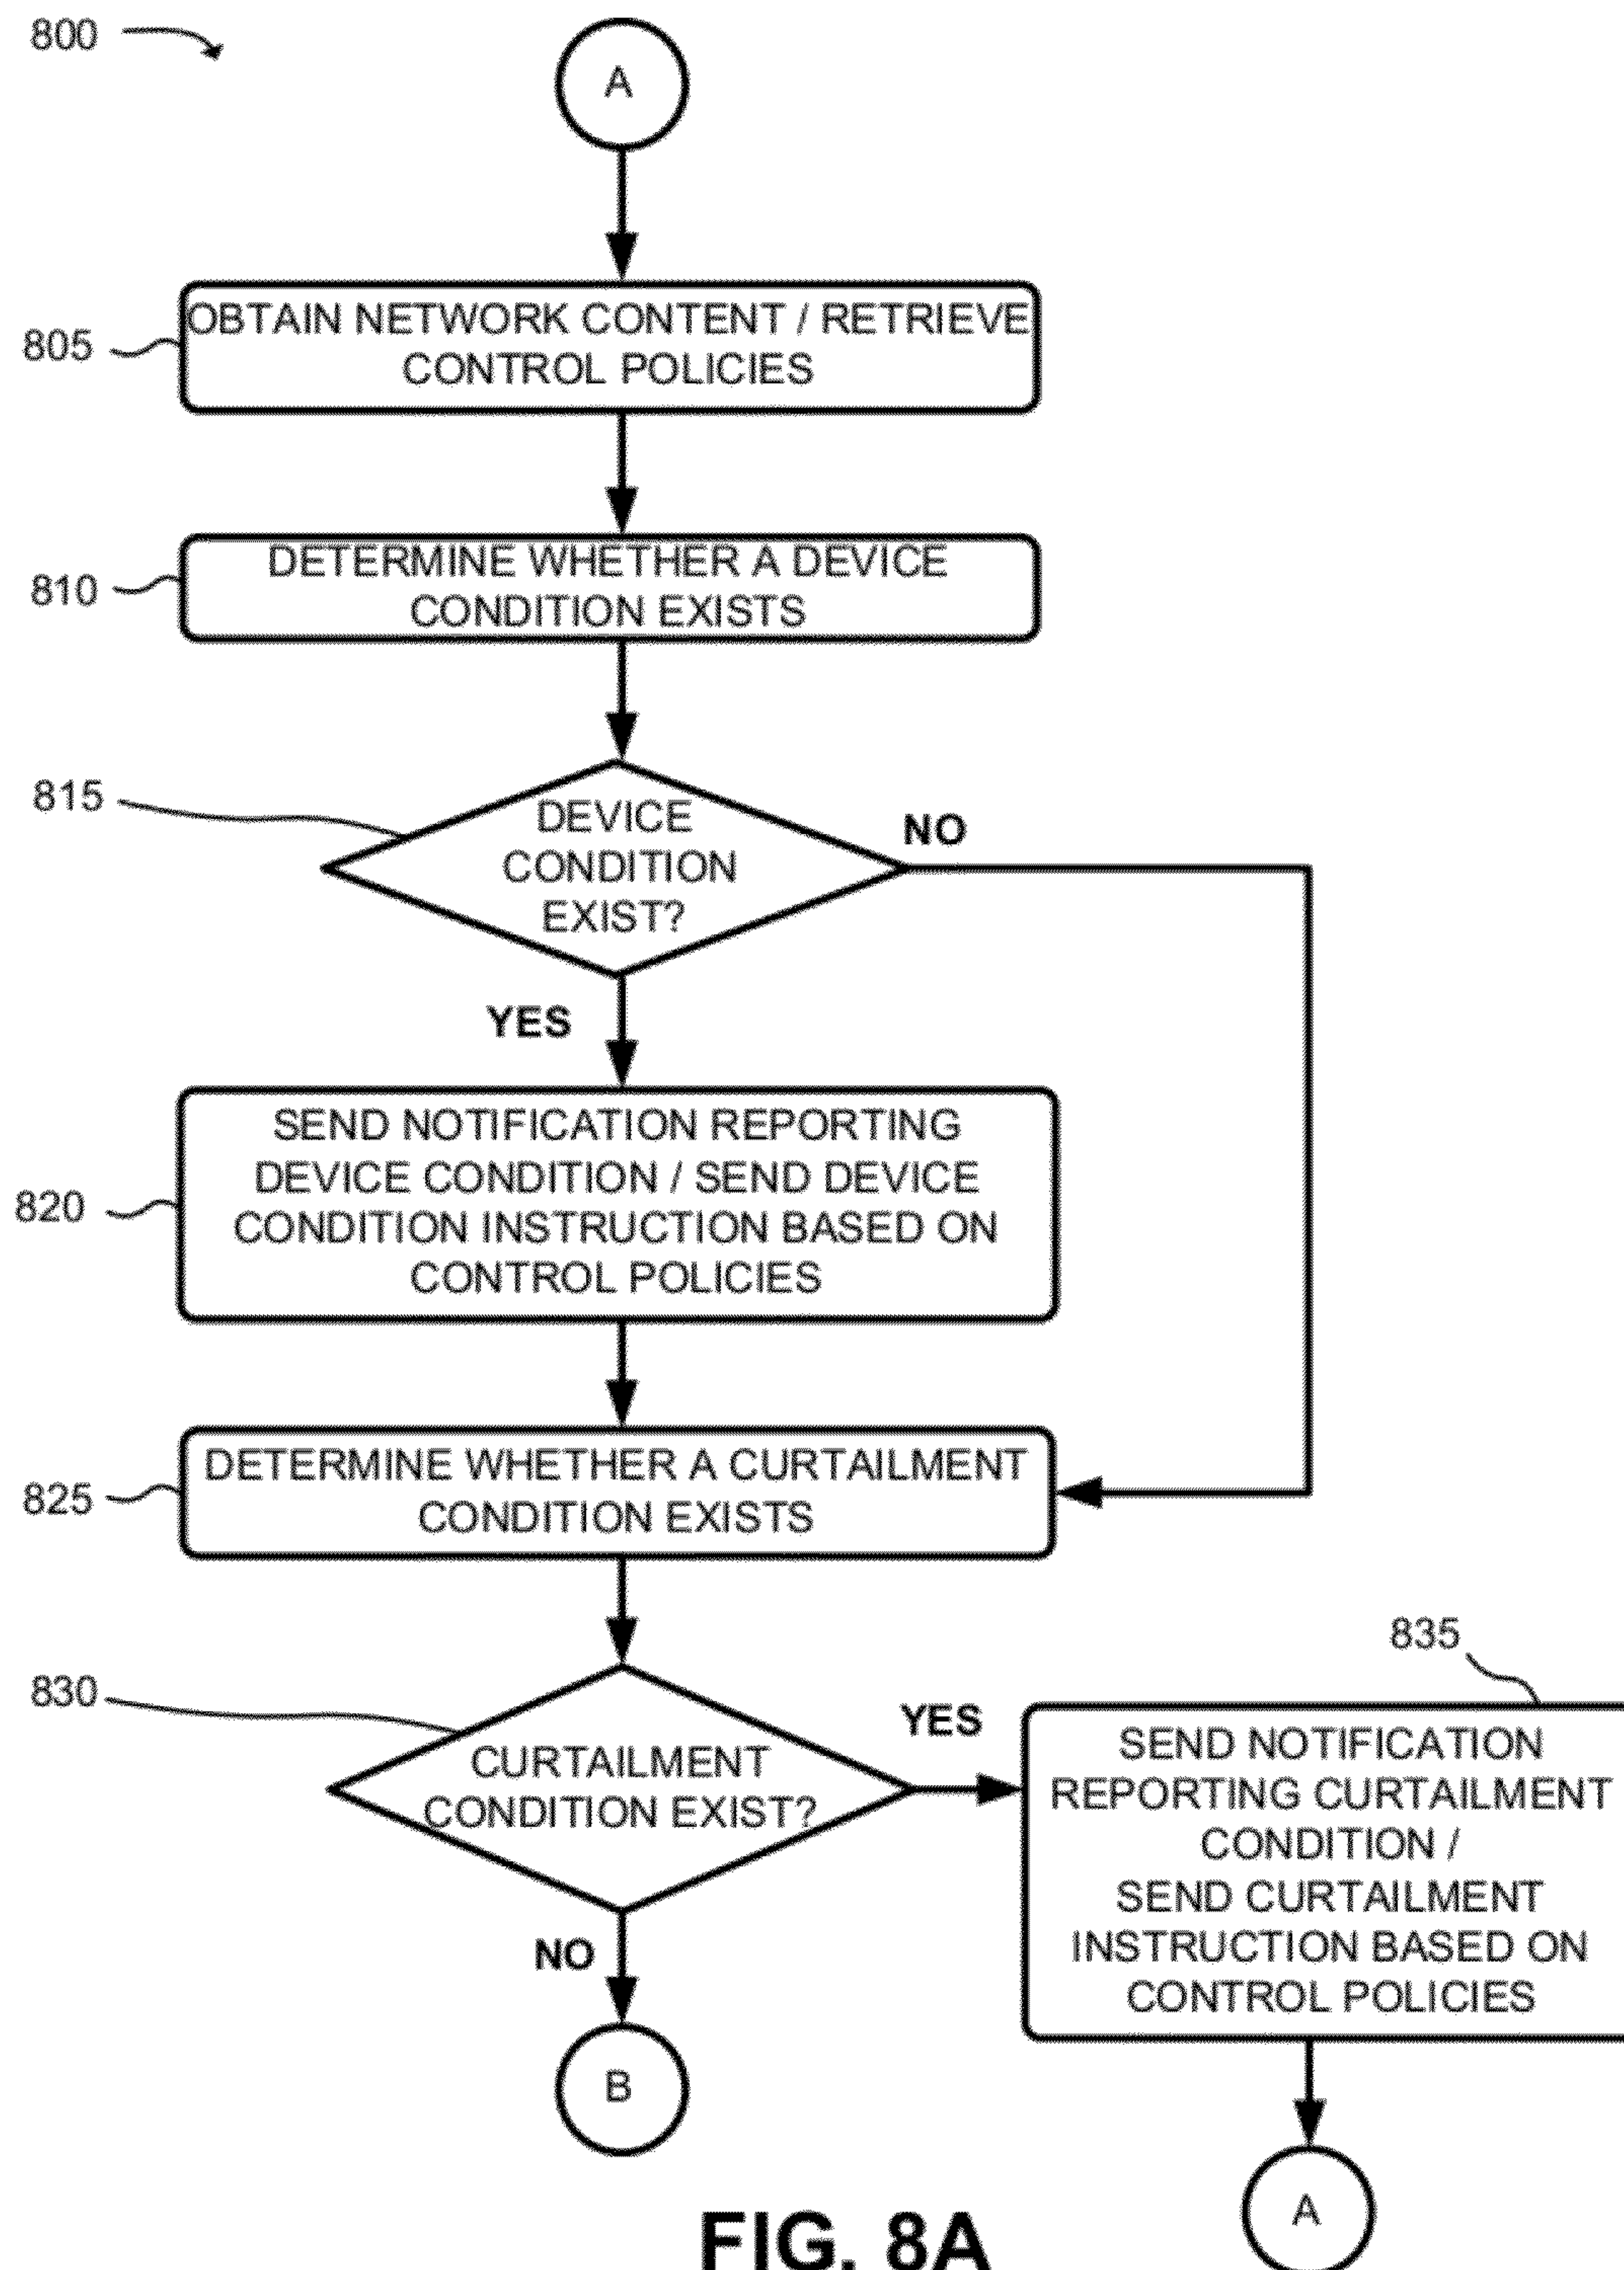 800
A
805
OBTAIN NETWORK CONTENT / RETRIEVE
CONTROL POLICIES
810
DETERMINE WHETHER A DEVICE
CONDITION EXISTS
815
DEVICE
CONDITION
EXIST?
NO
YES
820
SEND NOTIFICATION REPORTING
DEVICE CONDITION / SEND DEVICE
CONDITION INSTRUCTION BASED ON
CONTROL POLICIES
825
DETERMINE WHETHER A CURTAILMENT
CONDITION EXISTS
830
CURTAILMENT
CONDITION EXIST?
YES
835
SEND NOTIFICATION
REPORTING CURTAILMENT
CONDITION /
SEND CURTAILMENT
INSTRUCTION BASED ON
CONTROL POLICIES
NO
B
A
FIG. 8A